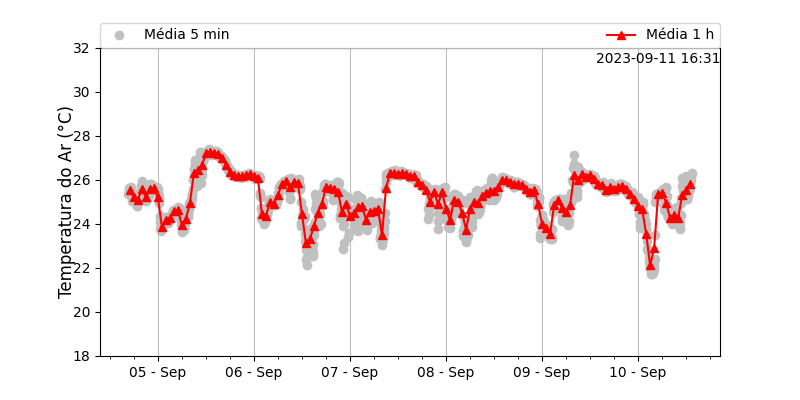 Média 5 min
Média 1 h
2023-09-11 16:31
Temperatura do Ar (°C)
32
30
28
26
24
22
20
18
05 - Sep
06 - Sep
07 - Sep
08 - Sep
09 - Sep
10 - Sep